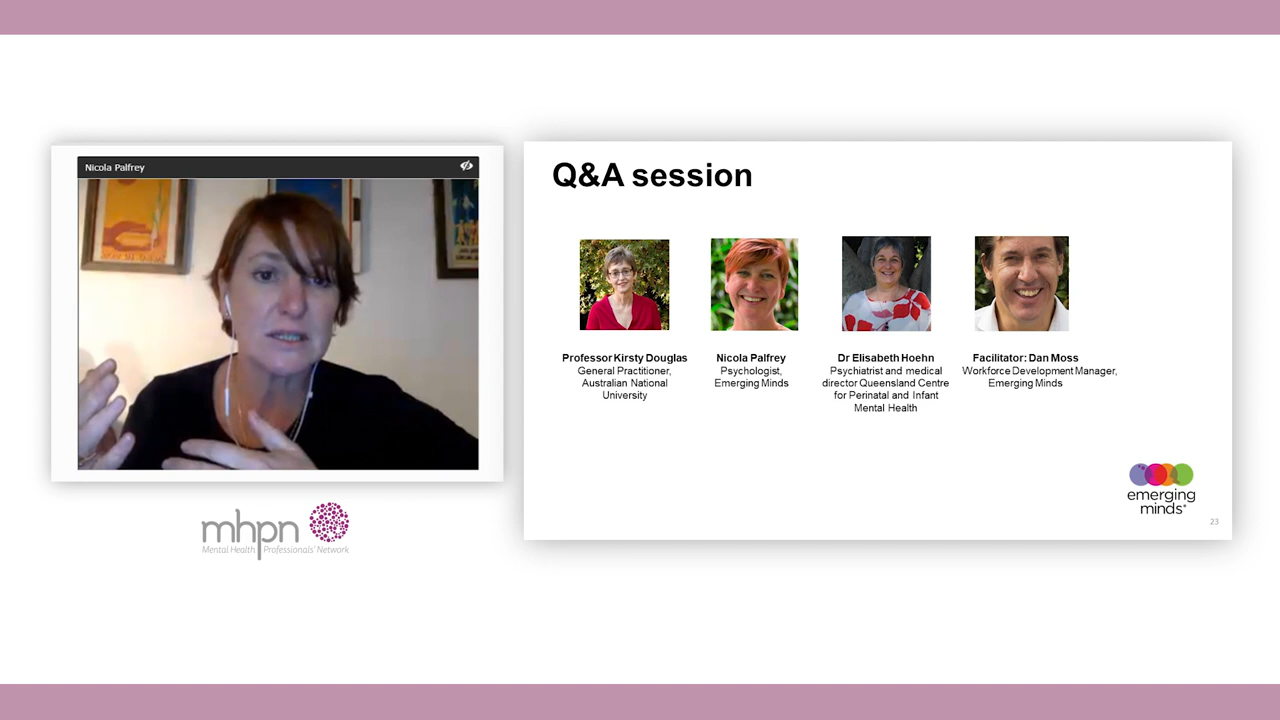 Nicola Palfrey
Q&A session
Professor Kirsty Douglas
General Practitioner,
Australian National
University
Nicola Palfrey
Psychologist,
Emerging Minds
Dr Elisabeth Hoehn
Psychiatrist and medical
director Queensland Centre
for Perinatal and Infant
Mental Health
Facilitator: Dan Moss
Workforce Development Manager,
Emerging Minds
emerging
minds
23
mhpn
Mental Health Professionals' Network